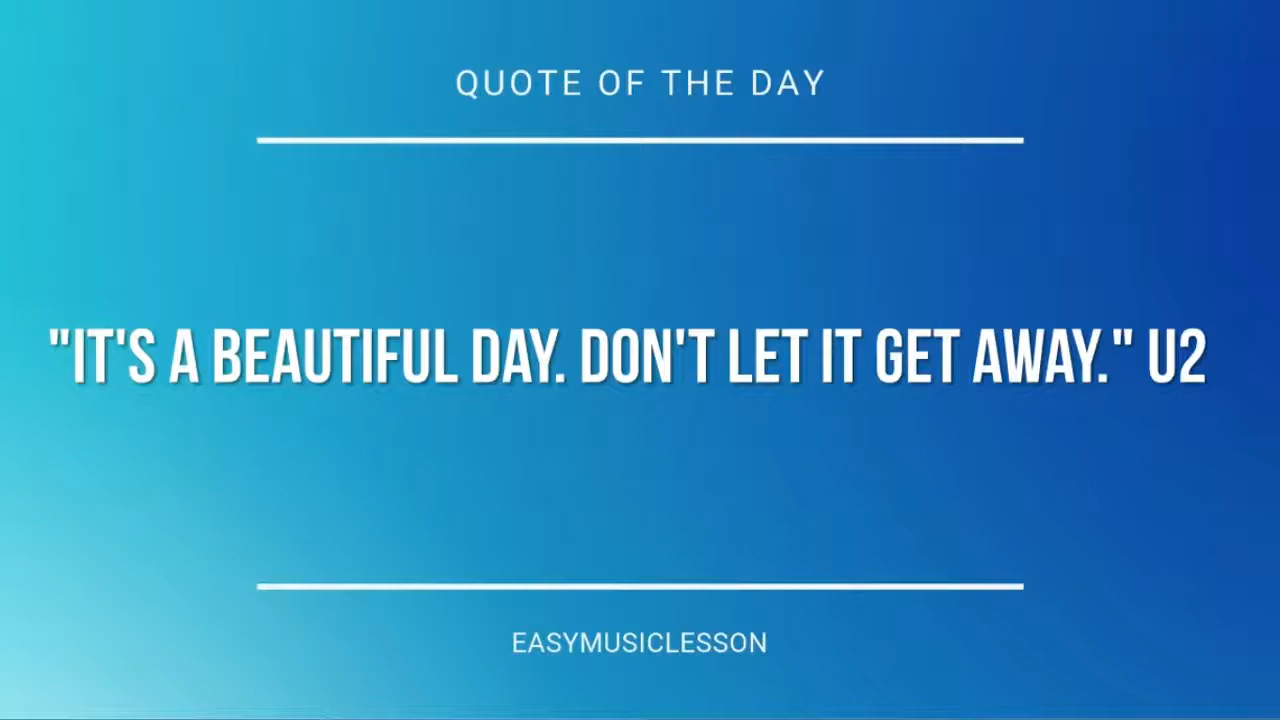 QUOTE OF THE DAY
"IT'S A BEAUTIFUL DAY. DON'T LET IT GET AWAY." U2
EASYMUSICLESSON